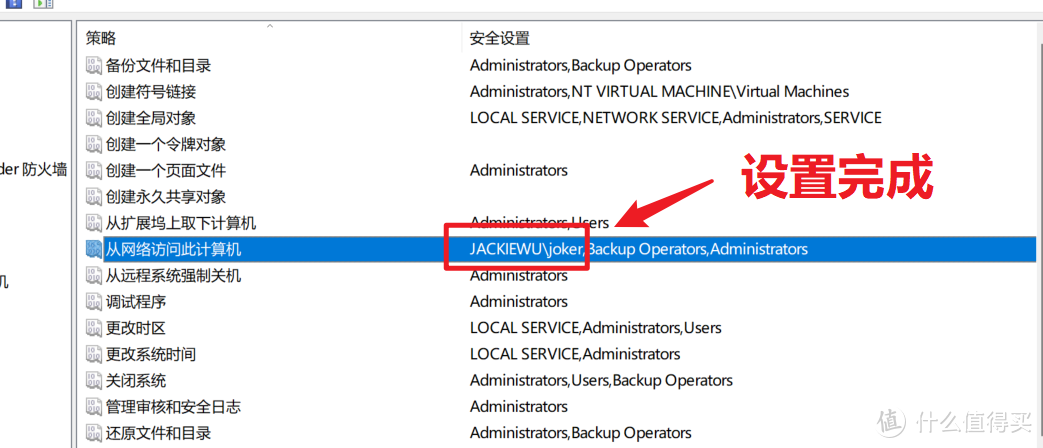 策略 安全设置
备份文件和目录 Administrators,Backup Operators
创建符号链接 Administrators,NT VIRTUAL MACHINE\Virtual Machines
创建全局对象 LOCAL SERVICE,NETWORK SERVICE,Administrators,SERVICE
创建一个令牌对象
der 防火墙 创建一个页面文件 Administrators
设置完成
创建永久共享对象
从扩展坞上取下计算机 Administrators,Users
从网络访问此计算机 JACKIEWU\joker,Backup Operators,Administrators
机 从远程系统强制关机 Administrators
调试程序 Administrators
更改时区 LOCAL SERVICE,Administrators,Users
更改系统时间 LOCAL SERVICE,Administrators
关闭系统 Administrators,Users,Backup Operators
管理审核和安全日志 Administrators
还原文件和目录 Administrators,Backup Operators
值 什么值得买